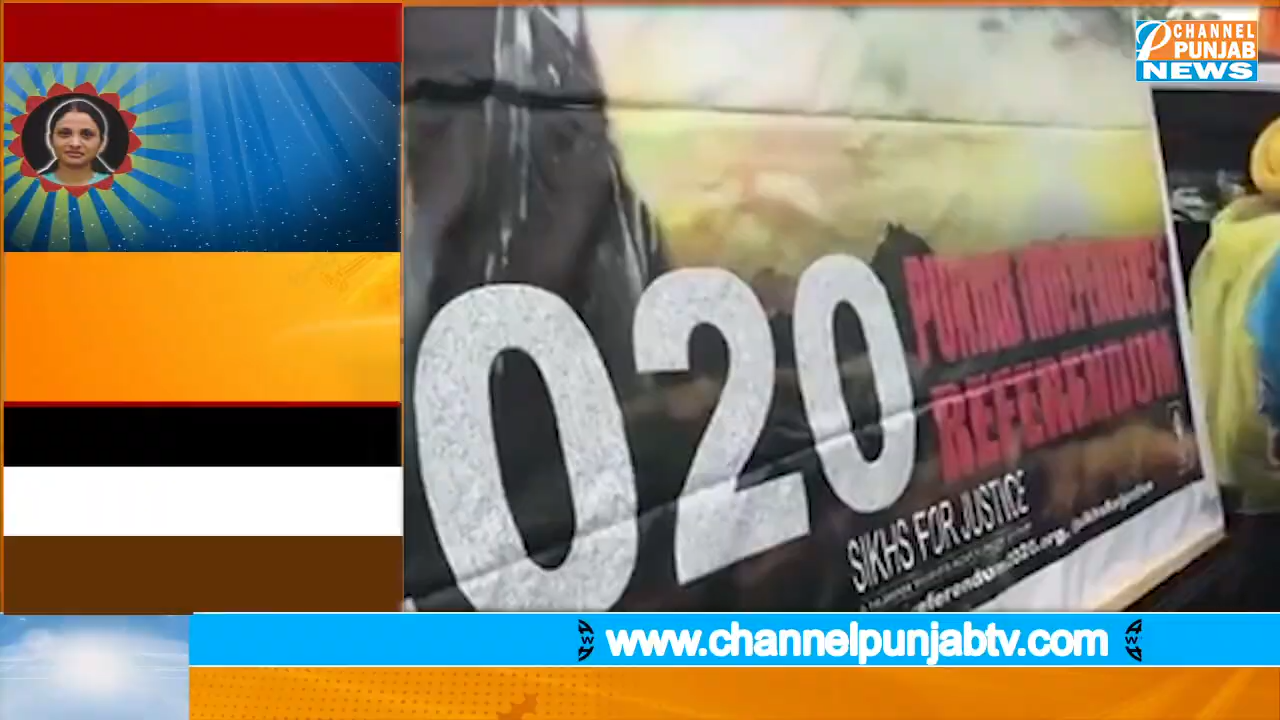 CHANNEL
PUNJAB
NEWS
020
PUNJAB INDEPENDENCE
REFERENDUM
SIKHS FOR JUSTICE
www.channelpunjabtv.com